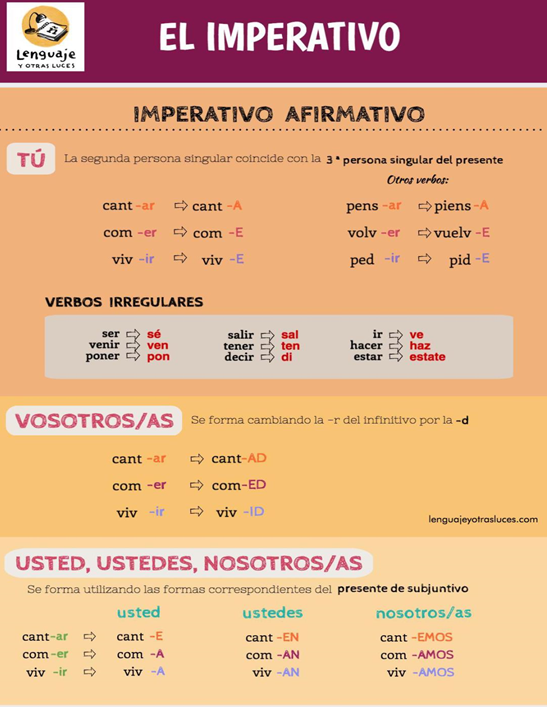 Lenguaje
Y OTRAS LUCES
EL IMPERATIVO
IMPERATIVO AFIRMATIVO
TÚ La segunda persona singular coincide con la 3ª persona singular del presente
Otros verbos:
cant -ar ⇨ cant -A pens -ar ⇨ piens -A
com -er ⇨ com -E volv -er ⇨ vuelv -E
viv -ir ⇨ viv -E ped -ir ⇨ pid -E
VERBOS IRREGULARES
ser ⇨ sé salir ⇨ sal ir ⇨ ve
venir ⇨ ven tener ⇨ ten hacer ⇨ haz
poner ⇨ pon decir ⇨ di estar ⇨ estate
VOSOTROS/AS Se forma cambiando la -r del infinitivo por la -d
cant -ar ⇨ cant-AD
com -er ⇨ com-ED
viv -ir ⇨ viv -ID
lenguajeyotrasluces.com
USTED, USTEDES, NOSOTROS/AS
Se forma utilizando las formas correspondientes del presente de subjuntivo
usted ustedes nosotros/as
cant-ar ⇨ cant -E cant -EN cant -EMOS
com-er ⇨ com -A com -AN com -AMOS
viv -ir ⇨ viv -A viv -AN viv -AMOS